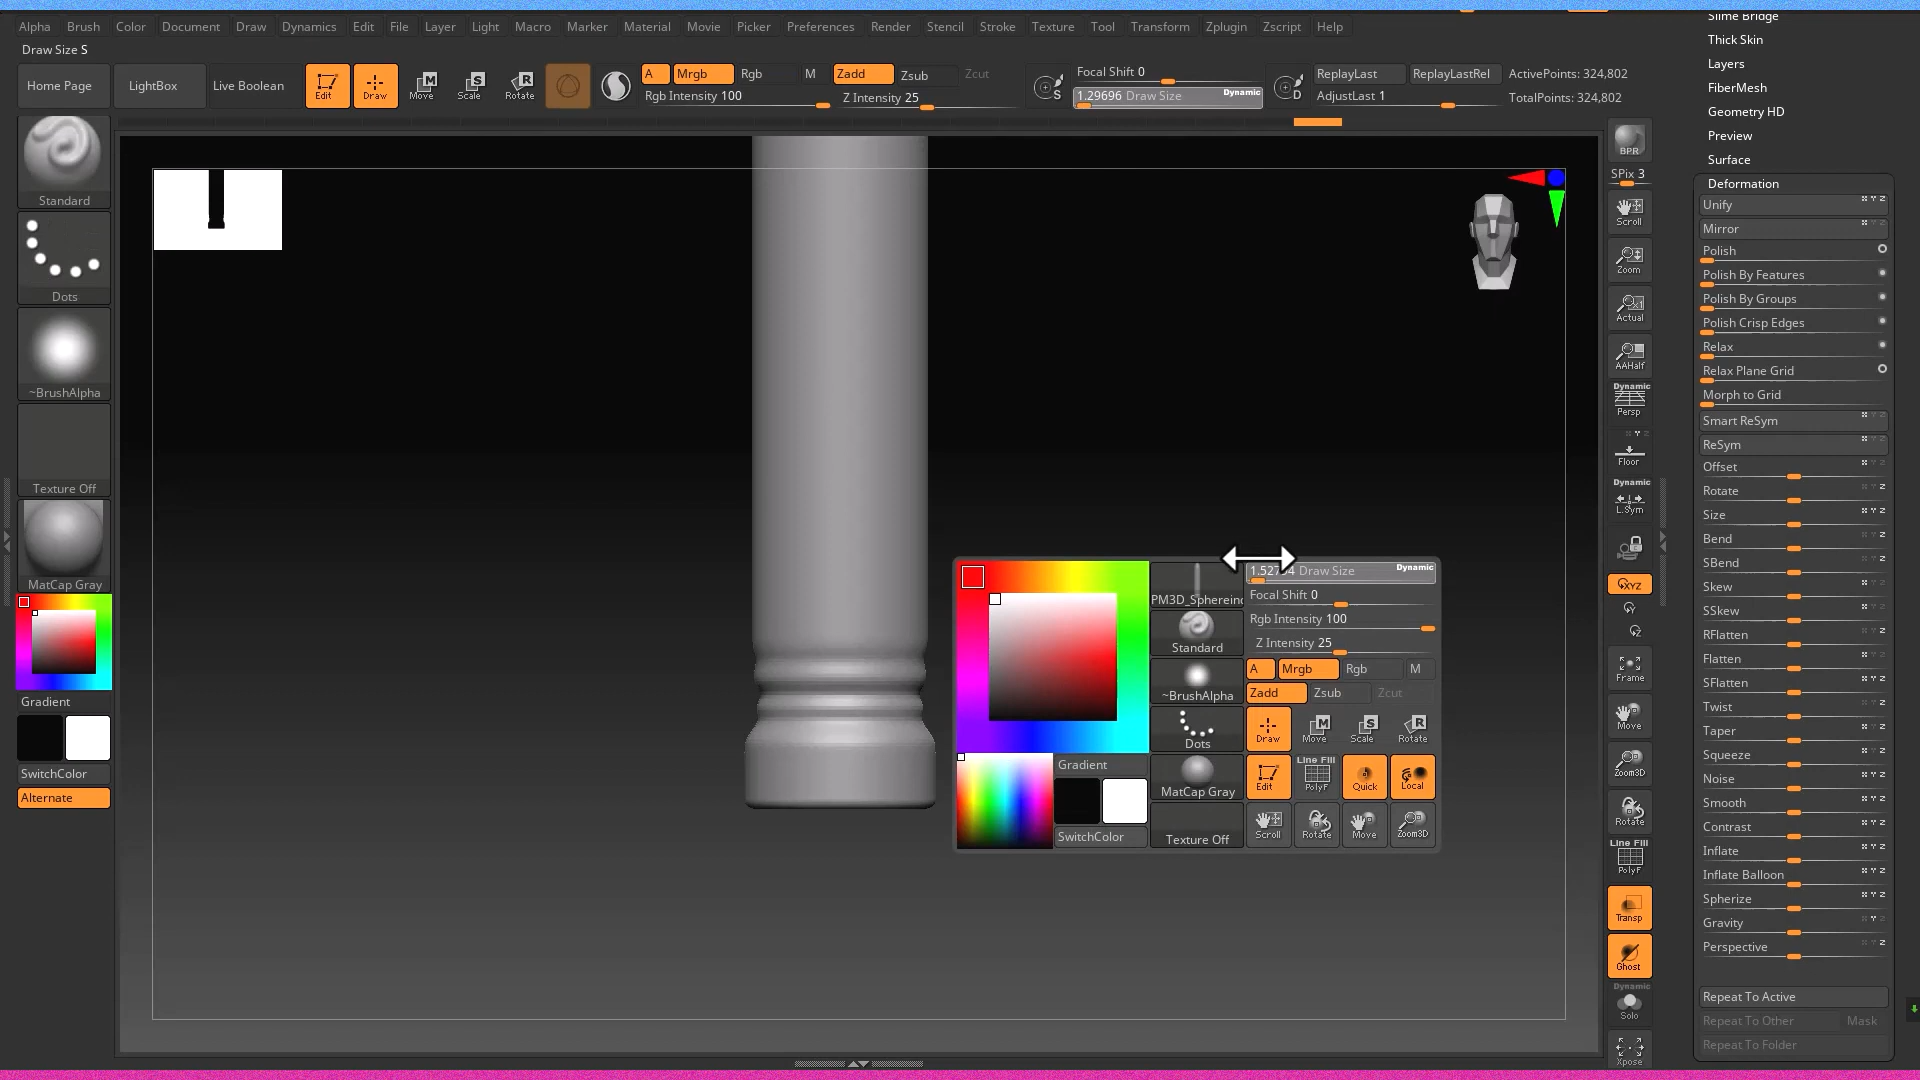 Alpha Brush Color Document Draw Dynamics Edit File Layer Light Macro Marker Material Movie Picker Preferences Render Stencil Stroke Texture Tool Transform Zplugin Zscript Help
Draw Size S
Home Page
LightBox
Live Boolean
Edit
Draw
Move
Scale
Rotate
A
Mrgb
Rgb
M
Zadd
Zsub
Zcut
Rgb Intensity 100
Z Intensity 25
S
Focal Shift 0
1.29696 Draw Size
Dynamic
D
ReplayLast
ReplayLastRel
AdjustLast 1
ActivePoints: 324,802
TotalPoints: 324,802
Standard
Dots
~BrushAlpha
Texture Off
MatCap Gray
Gradient
SwitchColor
Alternate
PM3D_Sphereinc
Standard
~BrushAlpha
Dots
MatCap Gray
Texture Off
Gradient
SwitchColor
Draw Size
Dynamic
Focal Shift 0
Rgb Intensity 100
Z Intensity 25
A Mrgb Rgb M
Zadd Zsub Zcut
Draw Move Scale Rotate
Line Fill
Edit PolyF Quick Local
Scroll Rotate Move Zoom3D
BPR
SPix 3
Scroll
Zoom
Actual
AAHalf
Dynamic
Persp
Floor
Dynamic
L.Sym
XYZ
Frame
Move
Zoom3D
Rotate
Line Fill
PolyF
Transp
Ghost
Dynamic
Solo
Xpose
Slime Bridge
Thick Skin
Layers
FiberMesh
Geometry HD
Preview
Surface
Deformation
Unify
Mirror
Polish
Polish By Features
Polish By Groups
Polish Crisp Edges
Relax
Relax Plane Grid
Morph to Grid
Smart ReSym
ReSym
Offset
Rotate
Size
Bend
SBend
Skew
SSkew
RFlatten
Flatten
SFlatten
Twist
Taper
Squeeze
Noise
Smooth
Contrast
Inflate
Inflate Balloon
Spherize
Gravity
Perspective
Repeat To Active
Repeat To Other
Mask
Repeat To Folder